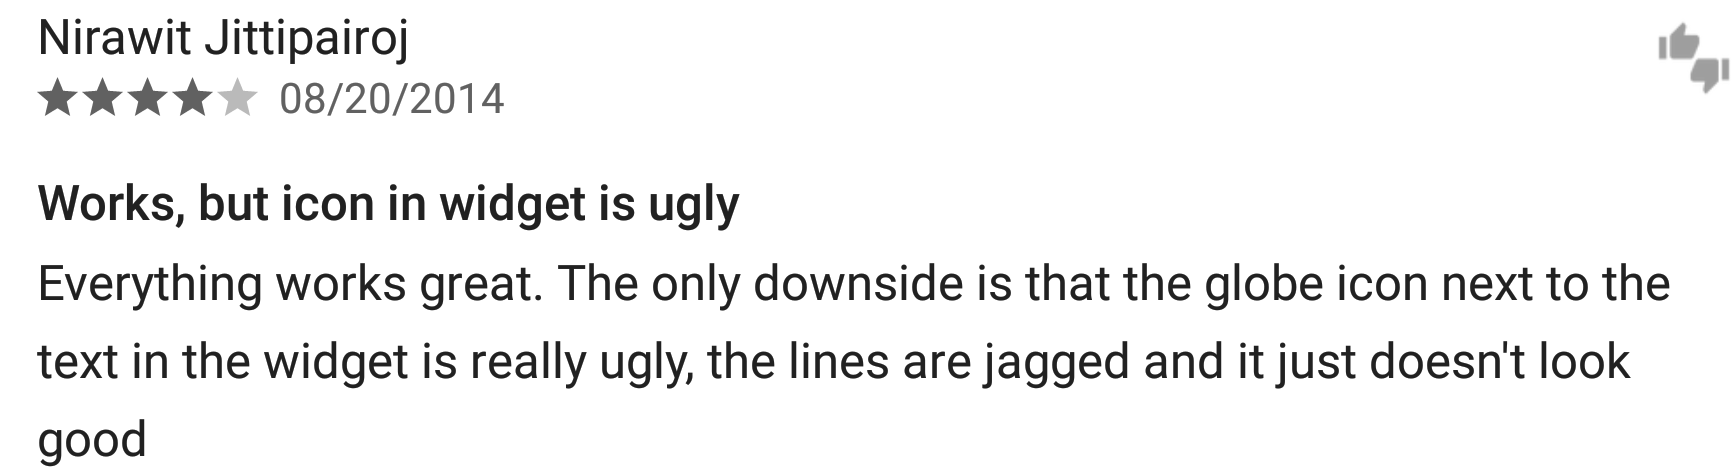 Nirawit Jittipairoj
08/20/2014
Works, but icon in widget is ugly
Everything works great. The only downside is that the globe icon next to the
text in the widget is really ugly, the lines are jagged and it just doesn't look
good